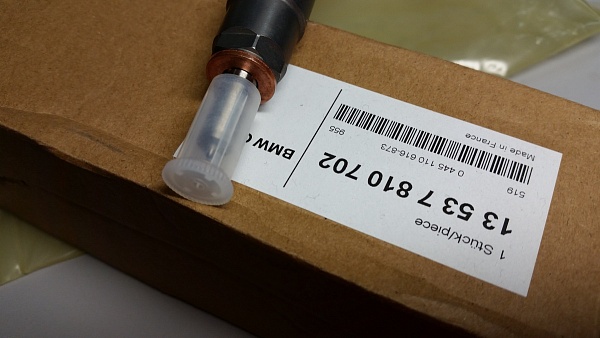 1 Stück/piece
13 53 7 810 702
519
0 445 110 616-873
955
Made in France
BMW